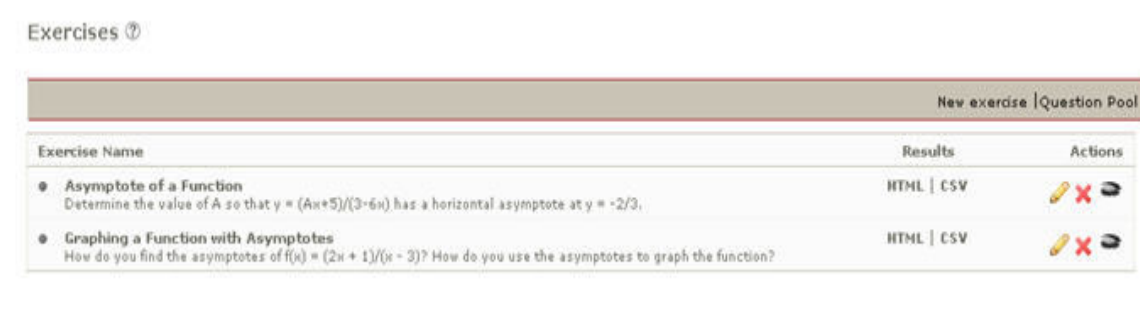 Exercises ?
New exercise |Question Pool
Exercise Name Results Actions
Asymptote of a Function HTML | CSV
Determine the value of A so that y = (Ax+5)/(3-6x) has a horizontal asymptote at y = -2/3.
Graphing a Function with Asymptotes HTML | CSV
How do you find the asymptotes of f(x) = (2x + 1)/(x - 3)? How do you use the asymptotes to graph the function?